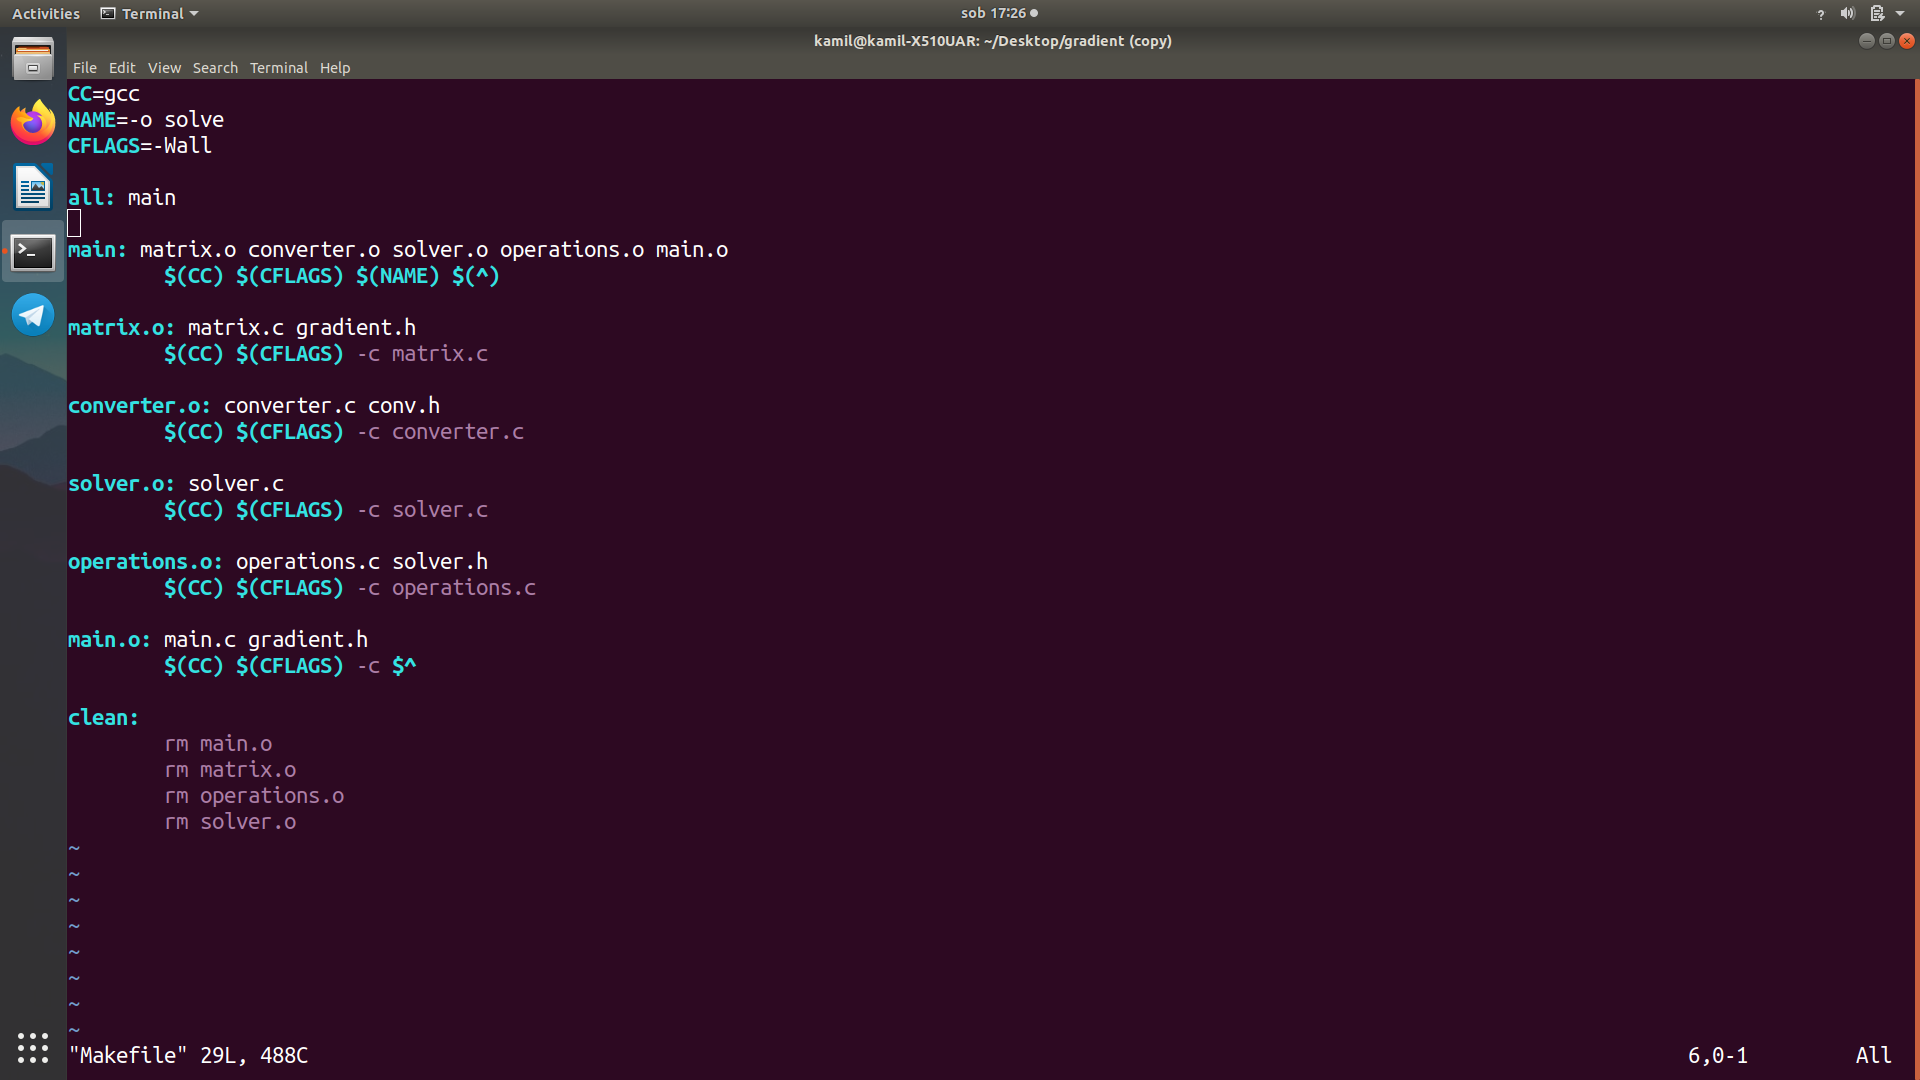 Activities Terminal sob 17:26 ?
kamil@kamil-X510UAR: ~/Desktop/gradient (copy)
File Edit View Search Terminal Help
CC=gcc
NAME=-o solve
CFLAGS=-Wall
all: main
main: matrix.o converter.o solver.o operations.o main.o
$(CC) $(CFLAGS) $(NAME) $(^)
matrix.o: matrix.c gradient.h
$(CC) $(CFLAGS) -c matrix.c
converter.o: converter.c conv.h
$(CC) $(CFLAGS) -c converter.c
solver.o: solver.c
$(CC) $(CFLAGS) -c solver.c
operations.o: operations.c solver.h
$(CC) $(CFLAGS) -c operations.c
main.o: main.c gradient.h
$(CC) $(CFLAGS) -c $^
clean:
rm main.o
rm matrix.o
rm operations.o
rm solver.o
~
~
~
~
~
~
~
~
"Makefile" 29L, 488C 6,0-1 All